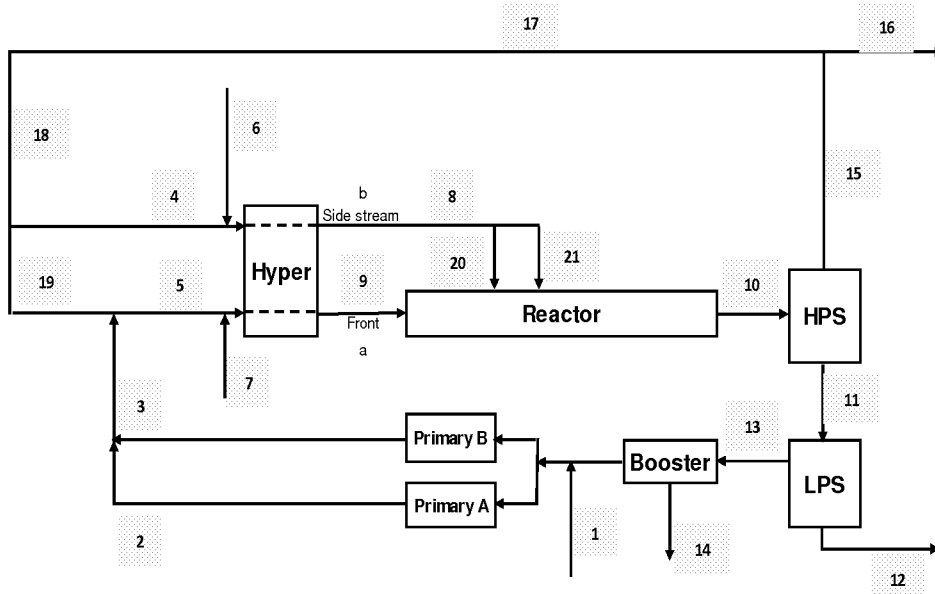 17
16
18
6
15
4
b
8
Side stream
20
21
19
5
Hyper
9
10
Reactor
HPS
Front
a
7
3
11
Primary B
13
Booster
LPS
Primary A
2
1
14
12